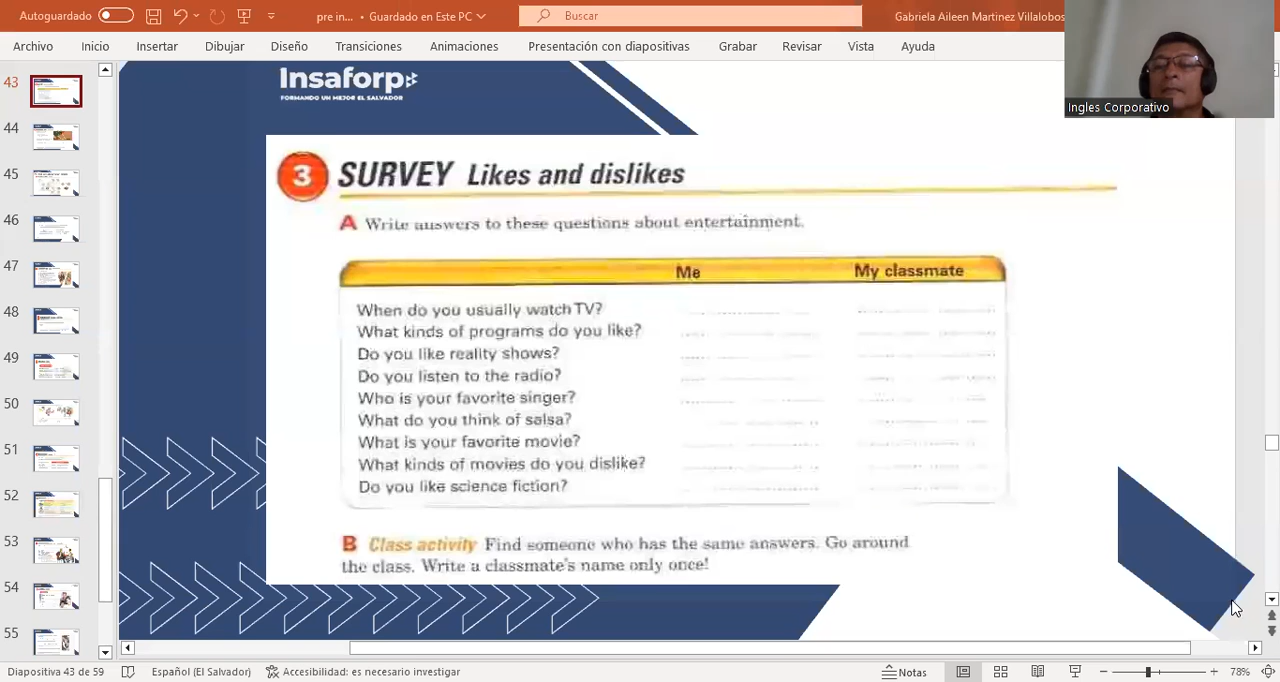 Autoguardado
pre in... • Guardado en Este PC
Buscar
Gabriela Aileen Martinez Villalobos
Archivo Inicio Insertar Dibujar Diseño Transiciones Animaciones Presentación con diapositivas Grabar Revisar Vista Ayuda
Ingles Corporativo
43
44
45
46
47
48
49
50
51
52
53
54
55
Insaforp
FORMANDO UN MEJOR EL SALVADOR
3 SURVEY Likes and dislikes
A Write answers to these questions about entertainment.
Me My classmate
When do you usually watch TV?
What kinds of programs do you like?
Do you like reality shows?
Do you listen to the radio?
Who is your favorite singer?
What do you think of salsa?
What is your favorite movie?
What kinds of movies do you dislike?
Do you like science fiction?
B Class activity Find someone who has the same answers. Go around
the class. Write a classmate's name only once!
Diapositiva 43 de 59 Español (El Salvador) Accesibilidad: es necesario investigar Notas 78%